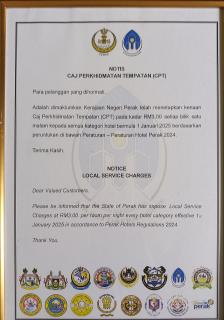 NOTIS
CAJ PERKHIDMATAN TEMPATAN (CPT)
Para pelanggan yang dihormati
Adalah dimaklumkan Kerajaan Negeri Perak telah menetapkan kenaan
Caj Perkhidmatan Tempatan (CPT) pada kadar RM3.00 setiap bilik satu
malam kepada semua kategori hotel bermula 1 Januari 2025 berdasarkan
peruntukan di bawah Peraturan – Peraturan Hotel Perak 2024.
Terima Kasih.
NOTICE
LOCAL SERVICE CHARGES
Dear Valued Customers,
Please be informed that State of Perak has impose Local Service
Charges at RM3.00 per room per night every hotel category effective 1st
January 2025 in accordance to Perak Hotels Regulations 2024.
Thank You.
perak